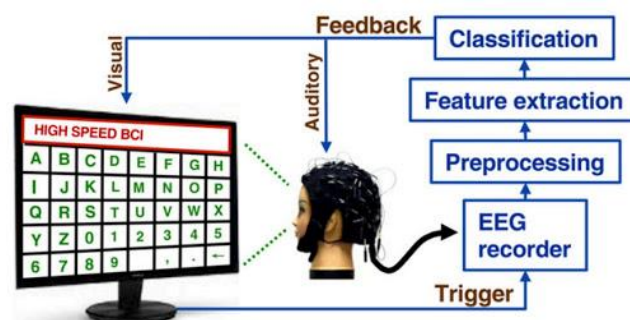 Feedback
Classification
Visual
Auditory
Feature extraction
HIGH SPEED BCI
A B C D E F G H
I J K L M N O P
Q R S T U V W X
Y Z 0 1 2 3 4 5
6 7 8 9 , . ←
Preprocessing
EEG
recorder
Trigger